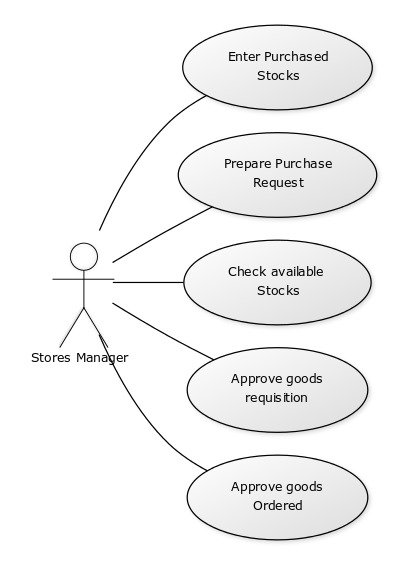 Enter Purchased
Stocks
Prepare Purchase
Request
Check available
Stocks
Stores Manager
Approve goods
requisition
Approve goods
Ordered